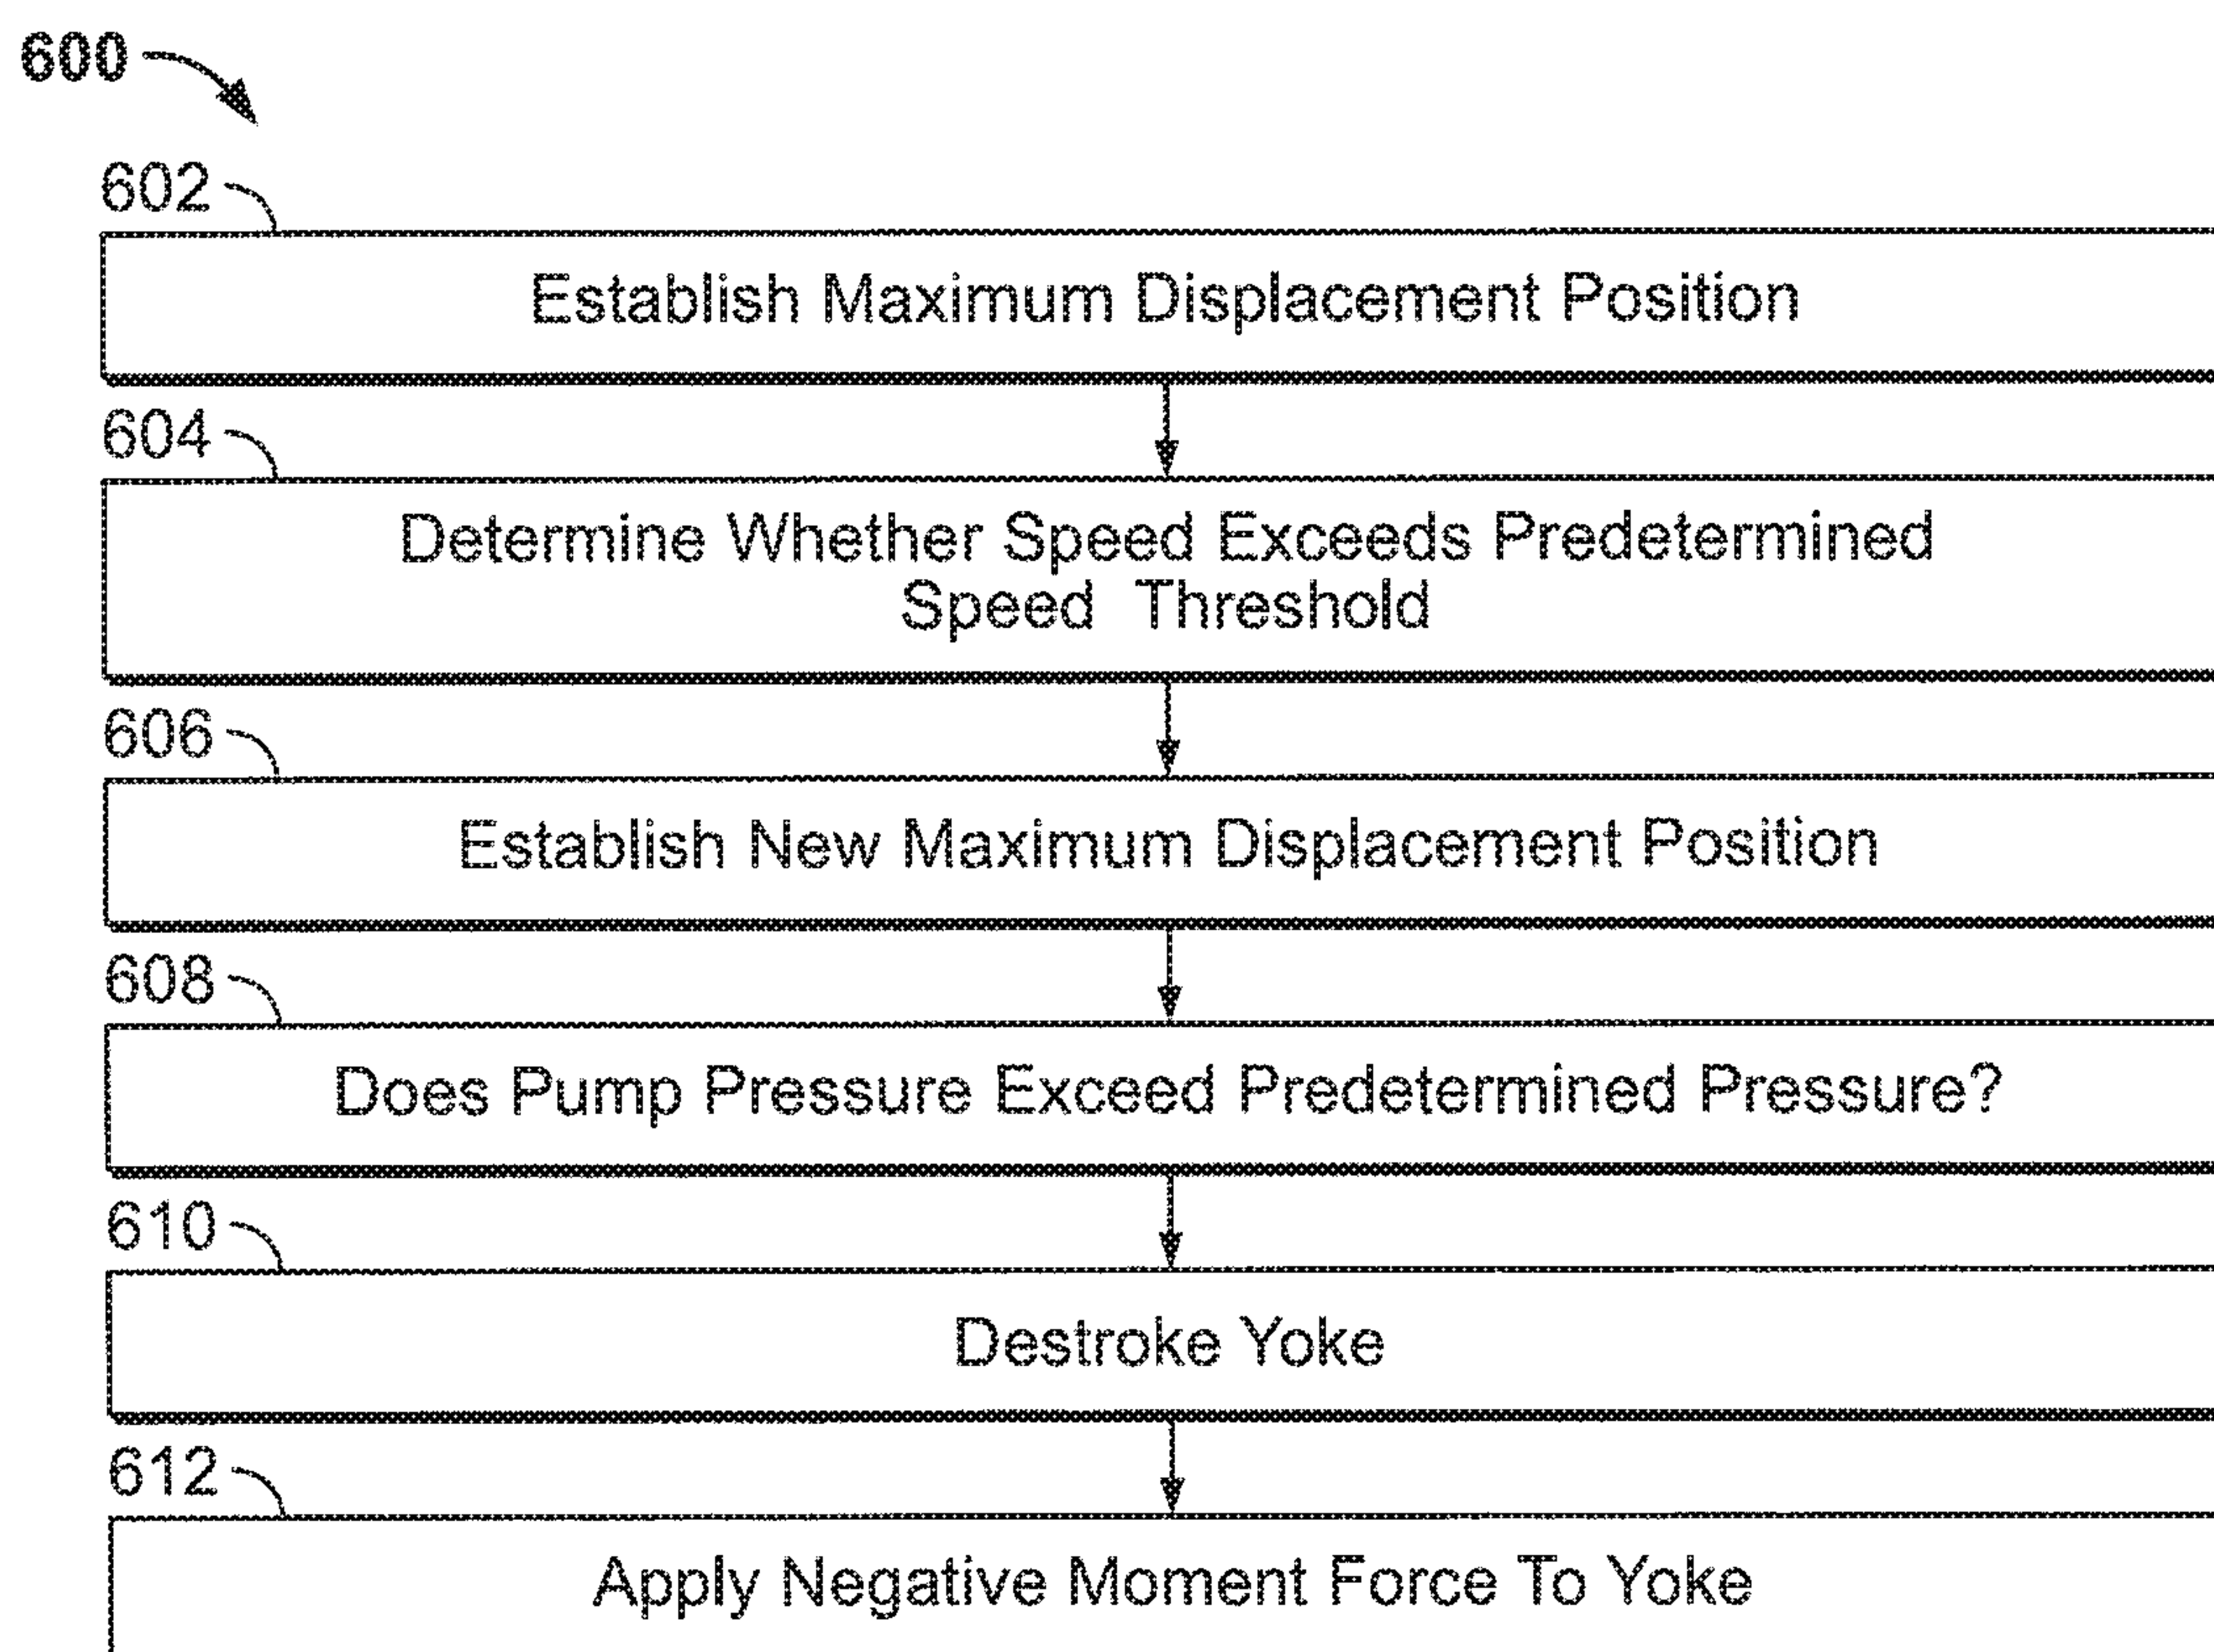 600
602
Establish Maximum Displacement Position
604
Determine Whether Speed Exceeds Predetermined
Speed Threshold
606
Establish New Maximum Displacement Position
608
Does Pump Pressure Exceed Predetermined Pressure?
610
Destroke Yoke
612
Apply Negative Moment Force To Yoke